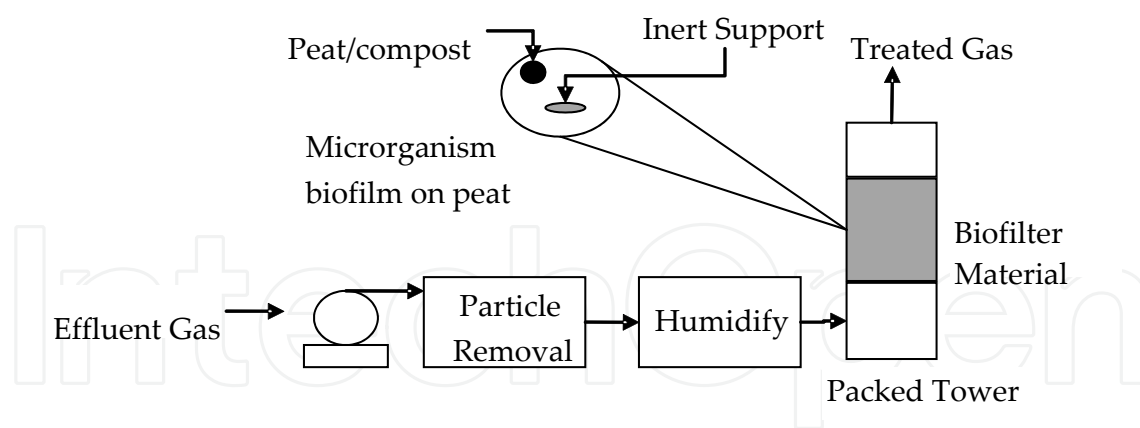 Peat/compost
Inert Support
Treated Gas
Microrganism
biofilm on peat
Biofilter
Material
Effluent Gas
Particle
Removal
Humidify
Packed Tower
IntechOpen